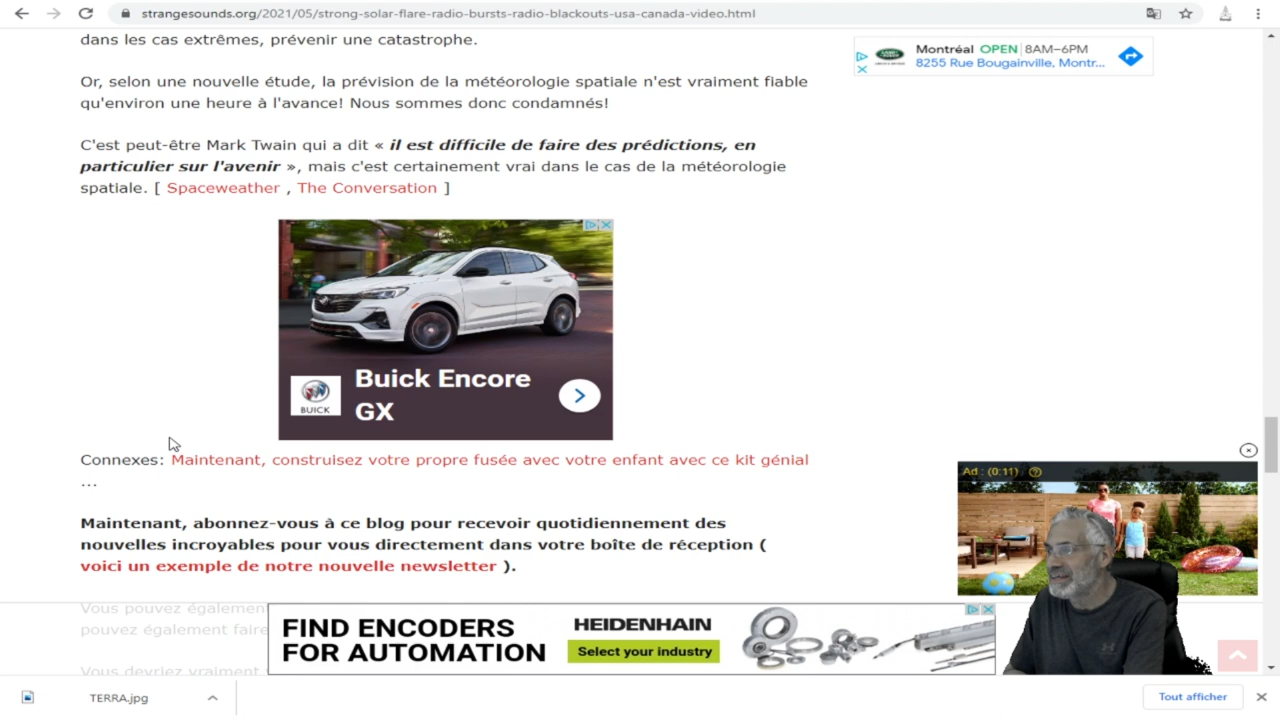 strangesounds.org/2021/05/strong-solar-flare-radio-bursts-radio-blackouts-usa-canada-video.html
dans les cas extrêmes, prévenir une catastrophe.
Or, selon une nouvelle étude, la prévision de la météorologie spatiale n'est vraiment fiable
qu'environ une heure à l'avance! Nous sommes donc condamnés!
C'est peut-être Mark Twain qui a dit « il est difficile de faire des prédictions, en
particulier sur l'avenir », mais c'est certainement vrai dans le cas de la météorologie
spatiale. [ Spaceweather , The Conversation ]
Montréal OPEN 8AM–6PM
8255 Rue Bougainville, Montr...
Buick Encore
GX
BUICK
Connexes: Maintenant, construisez votre propre fusée avec votre enfant avec ce kit génial
...
Maintenant, abonnez-vous à ce blog pour recevoir quotidiennement des
nouvelles incroyables pour vous directement dans votre boîte de réception (
voici un exemple de notre nouvelle newsletter ).
Ad : (0:11)
Vous pouvez également
pouvez également faire
Vous devriez vraiment
FIND ENCODERS
FOR AUTOMATION
HEIDENHAIN
Select your industry
TERRA.jpg
Tout afficher